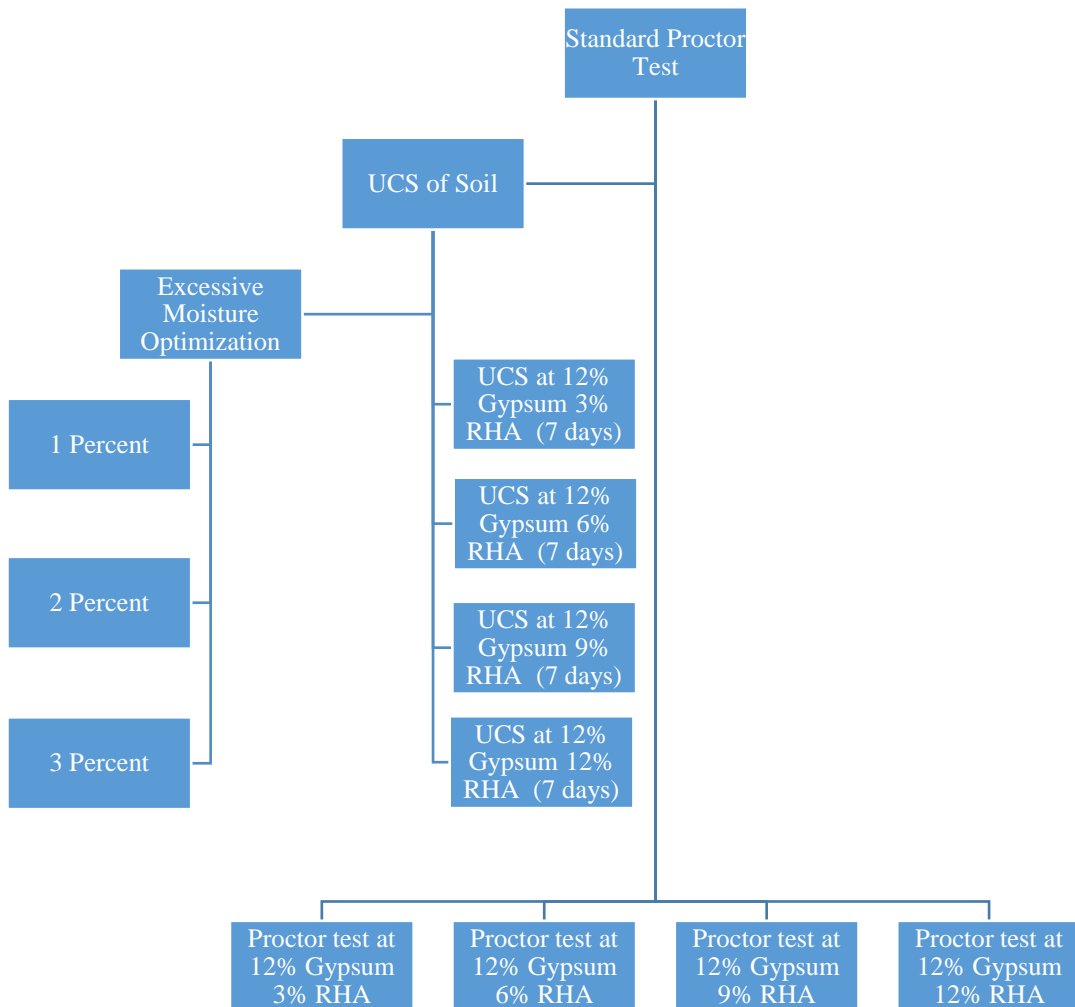 Standard Proctor
Test
UCS of Soil
Excessive
Moisture
Optimization
UCS at 12%
Gypsum 3%
RHA (7 days)
1 Percent
UCS at 12%
Gypsum 6%
RHA (7 days)
2 Percent
UCS at 12%
Gypsum 9%
RHA (7 days)
3 Percent
UCS at 12%
Gypsum 12%
RHA (7 days)
Proctor test at
12% Gypsum
3% RHA
Proctor test at
12% Gypsum
6% RHA
Proctor test at
12% Gypsum
9% RHA
Proctor test at
12% Gypsum
12% RHA